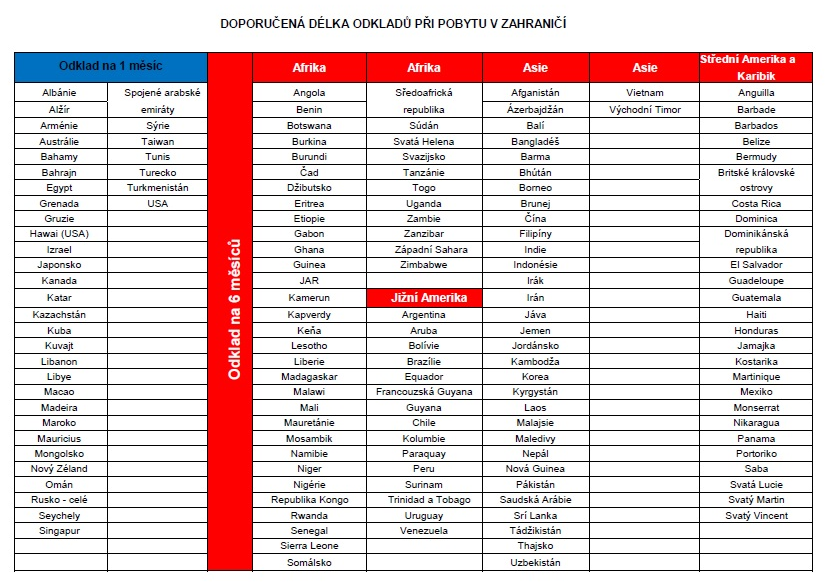 DOPORUČENÁ DÉLKA ODKLADŮ PŘI POBYTU V ZAHRANIČÍ
Odklad na 1 měsíc
Albánie
Alžír
Arménie
Austrálie
Bahamy
Bahrajn
Egypt
Grenada
Gruzie
Hawai (USA)
Izrael
Japonsko
Kanada
Katar
Kazachstán
Kuba
Kuvajt
Libanon
Libye
Macao
Madeira
Maroko
Mauricius
Mongolsko
Nový Zéland
Omán
Rusko - celé
Seychely
Singapur
Spojené arabské
emiráty
Sýrie
Taiwan
Tunis
Turecko
Turkmenistán
USA
Odklad na 6 měsíců
Afrika
Angola
Benin
Botswana
Burkina
Burundi
Čad
Džibutsko
Eritrea
Etiopie
Gabon
Ghana
Guinea
JAR
Kamerun
Kapverdy
Keňa
Lesotho
Liberie
Madagaskar
Malawi
Mali
Mauretánie
Mosambik
Namibie
Niger
Nigérie
Republika Kongo
Rwanda
Senegal
Sierra Leone
Somálsko
Afrika
Středoafrická
republika
Súdán
Svatá Helena
Svazijsko
Tanzánie
Togo
Uganda
Zambie
Zanzibar
Západní Sahara
Zimbabwe
Jižní Amerika
Argentina
Aruba
Bolívie
Brazílie
Equador
Francouzská Guyana
Guyana
Chile
Kolumbie
Paraquay
Peru
Surinam
Trinidad a Tobago
Uruguay
Venezuela
Asie
Afganistán
Ázerbajdžán
Balí
Bangladéš
Barma
Bhútán
Borneo
Brunej
Čína
Filipíny
Indie
Indonésie
Irák
Irán
Jáva
Jemen
Jordánsko
Kambodža
Korea
Kyrgystán
Laos
Malajsie
Maledivy
Nepál
Nová Guinea
Pákistán
Saudská Arábie
Srí Lanka
Tádžikistán
Thajsko
Uzbekistán
Asie
Vietnam
Východní Timor
Střední Amerika a
Karibik
Anguilla
Barbade
Barbados
Belize
Bermudy
Britské královské
ostrovy
Costa Rica
Dominica
Dominikánská
republika
El Salvador
Guadeloupe
Guatemala
Haiti
Honduras
Jamajka
Kostarika
Martinique
Mexiko
Monserrat
Nikaragua
Panama
Portoriko
Saba
Svatá Lucie
Svatý Martin
Svatý Vincent